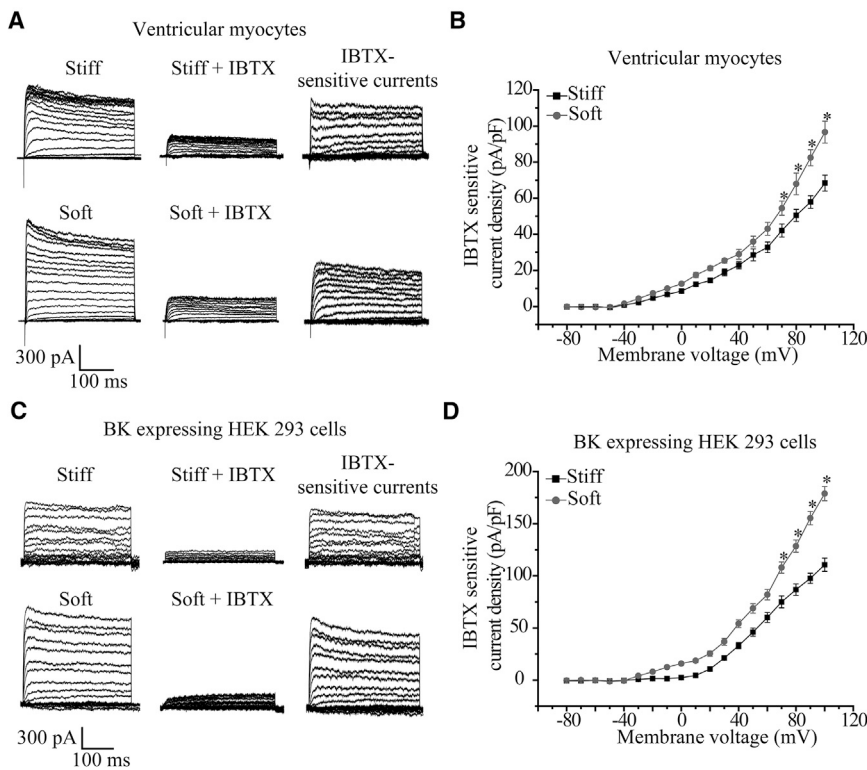 A
Ventricular myocytes
Stiff
Stiff + IBTX
IBTX-
sensitive currents
Soft
Soft + IBTX
300 pA
100 ms
B
Ventricular myocytes
Stiff
Soft
IBTX sensitive
current density (pA/pF)
120
100
80
60
40
20
0
* * * *
-80 -40 0 40 80 120
Membrane voltage (mV)
C
BK expressing HEK 293 cells
Stiff
Stiff + IBTX
IBTX-
sensitive currents
Soft
Soft + IBTX
300 pA
100 ms
D
BK expressing HEK 293 cells
Stiff
Soft
IBTX sensitive
current density (pA/pF)
200
150
100
50
0
* * * *
-80 -40 0 40 80 120
Membrane voltage (mV)